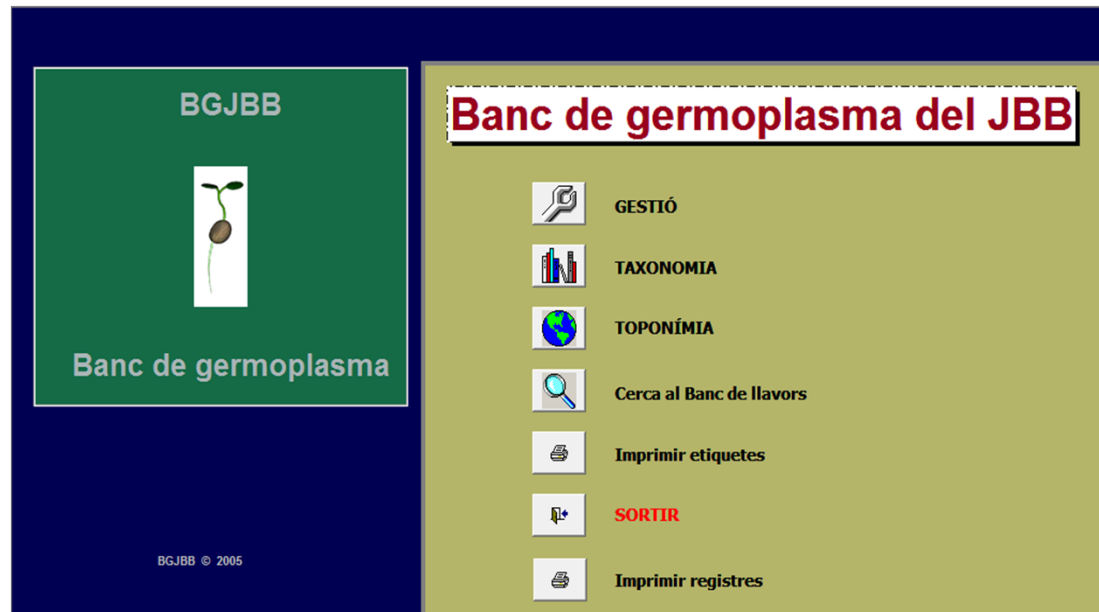 BGJBB
Banc de germoplasma
BGJBB © 2005
Banc de germoplasma del JBB
GESTIÓ
TAXONOMIA
TOPONÍMIA
Cerca al Banc de llavors
Imprimir etiquetes
SORTIR
Imprimir registres